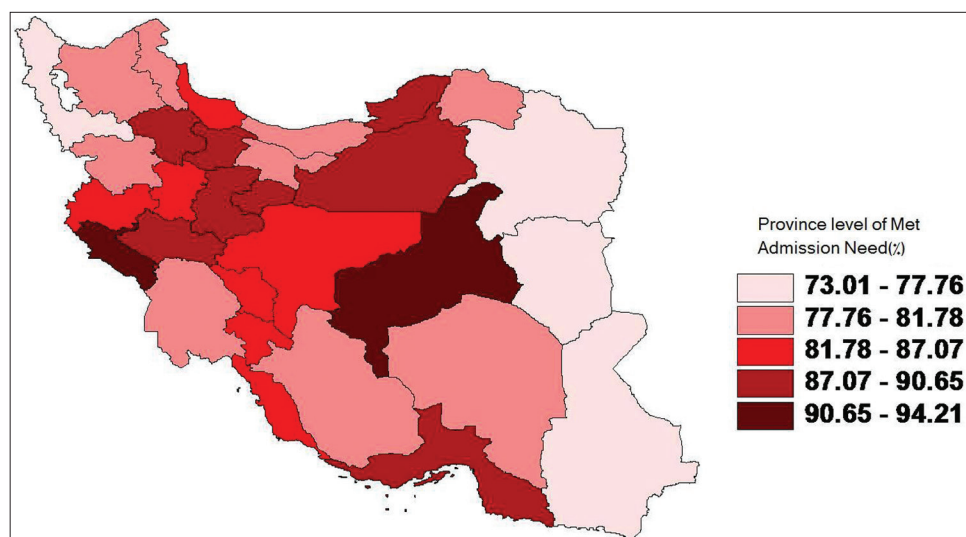 Province level of Met
Admission Need(%)
73.01 - 77.76
77.76 - 81.78
81.78 - 87.07
87.07 - 90.65
90.65 - 94.21